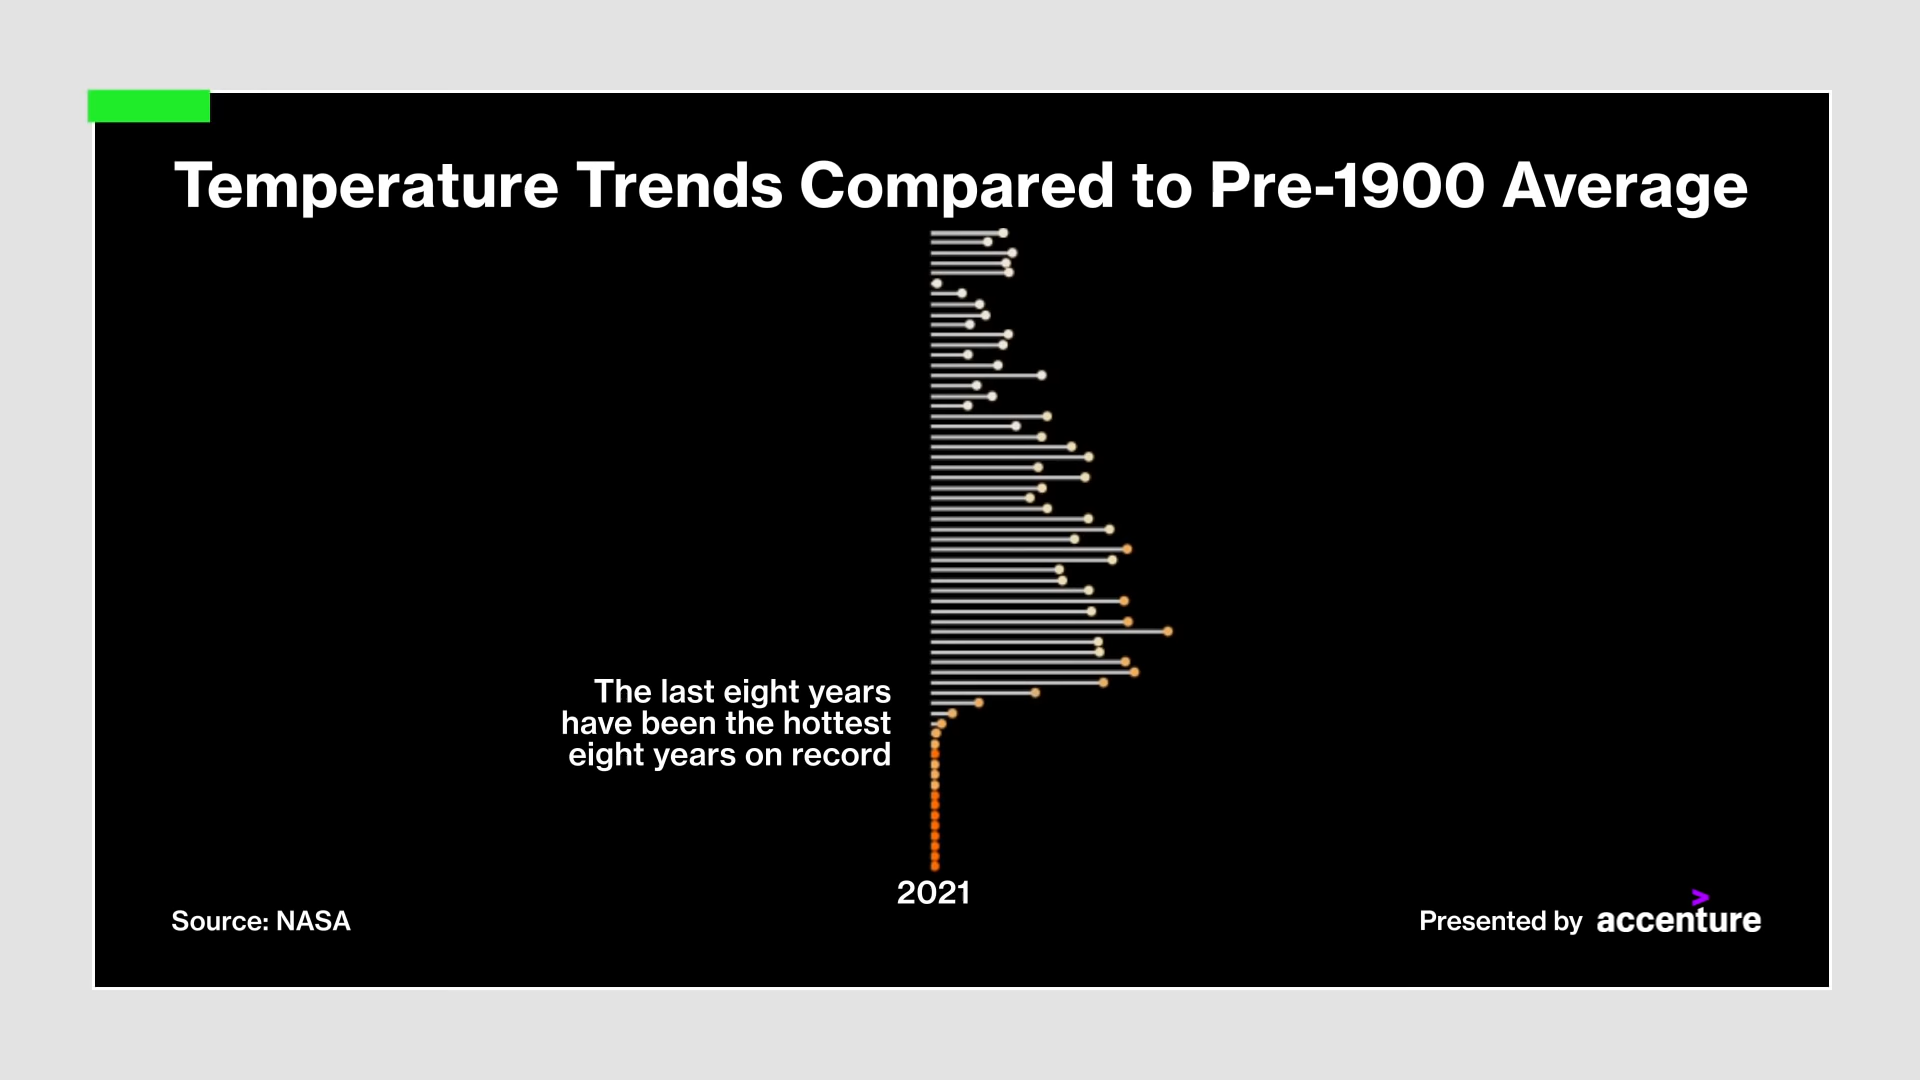 Temperature Trends Compared to Pre-1900 Average
The last eight years
have been the hottest
eight years on record
2021
Source: NASA
Presented by accenture